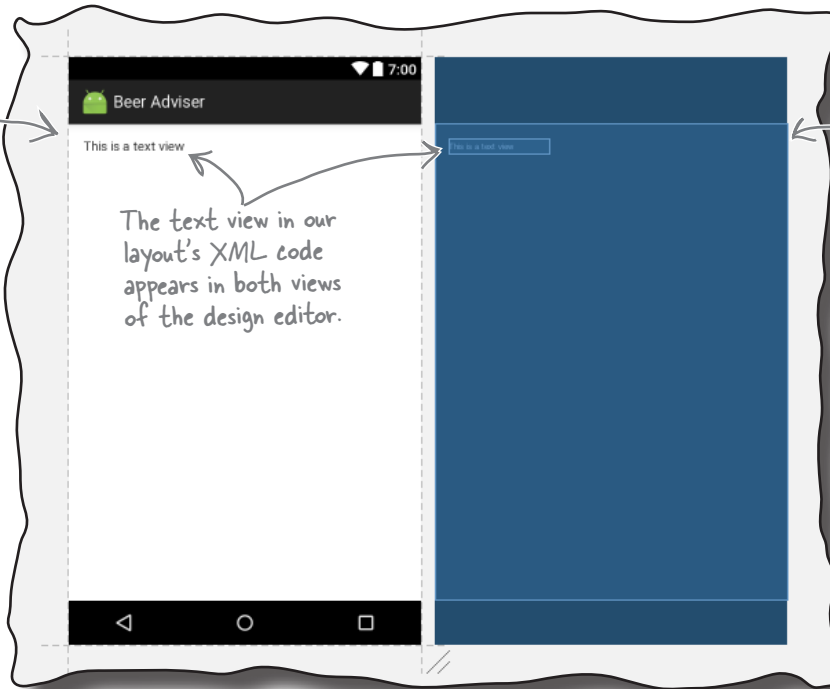 7:00
Beer Adviser
This is a text view
This is a text view
The text view in our
layout's XML code
appears in both views
of the design editor.